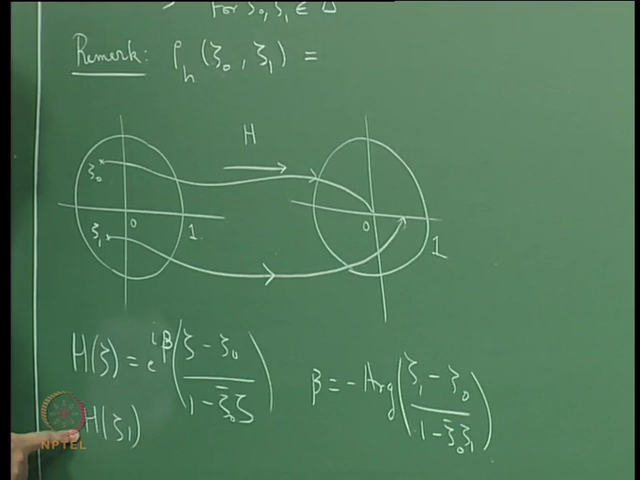 For ζ₀, ζ₁ ∈ Δ
Remark: ρₕ(ζ₀, ζ₁) =
H
ζ₀
ζ₁
0
1
0
1
H(ζ) = e^{iβ}((ζ - ζ₀)/(1 - ζ̄₀ζ))
β = -Arg((ζ₁ - ζ₀)/(1 - ζ̄₀ζ₁))
H(ζ₁)
NPTEL